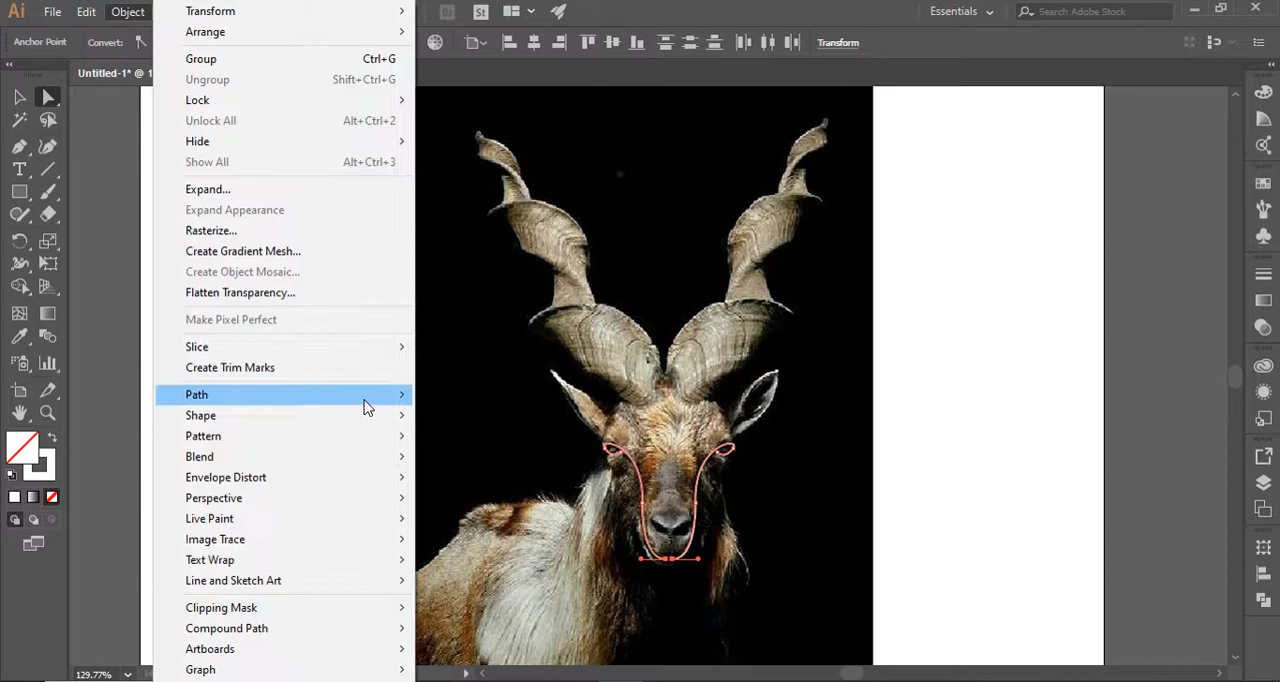 Ai File Edit Object Br St Essentials Search Adobe Stock
Anchor Point Convert: Transform
Untitled-1* @ 1
Transform
Arrange
Group Ctrl+G
Ungroup Shift+Ctrl+G
Lock
Unlock All Alt+Ctrl+2
Hide
Show All Alt+Ctrl+3
Expand...
Expand Appearance
Rasterize...
Create Gradient Mesh...
Create Object Mosaic...
Flatten Transparency...
Make Pixel Perfect
Slice
Create Trim Marks
Path
Shape
Pattern
Blend
Envelope Distort
Perspective
Live Paint
Image Trace
Text Wrap
Line and Sketch Art
Clipping Mask
Compound Path
Artboards
Graph
129.77%